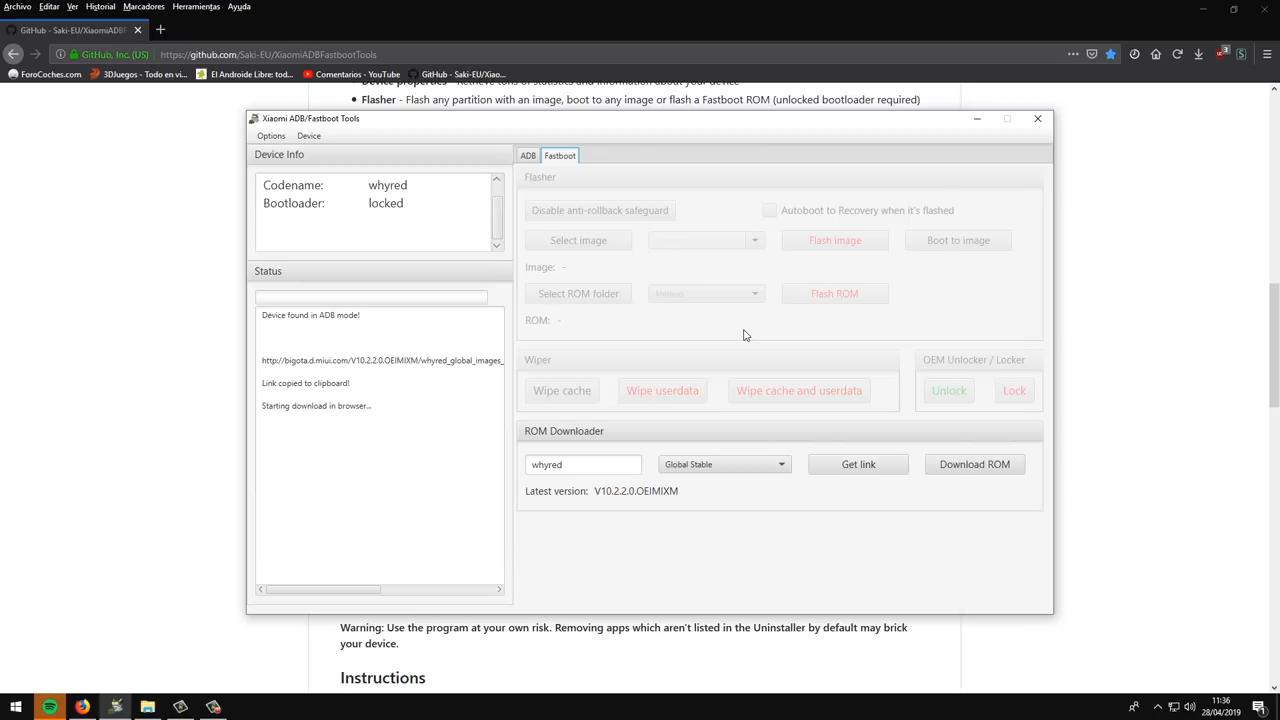 Archivo Editar Ver Historial Marcadores Herramientas Ayuda
GitHub - Saki-EU/XiaomiADBF
GitHub, Inc. (US) https://github.com/Saki-EU/XiaomiADBFastbootTools
3
ForoCoches.com 3DJuegos - Todo en vi... El Androide Libre: tod... Comentarios - YouTube GitHub - Saki-EU/Xiao...
Flasher - Flash any partition with an image, boot to any image or flash a Fastboot ROM (unlocked bootloader required)
Xiaomi ADB/Fastboot Tools
Options Device
Device Info
ADB Fastboot
Codename: whyred
Bootloader: locked
Flasher
Disable anti-rollback safeguard
Autoboot to Recovery when it's flashed
Select image
Flash image
Boot to image
Image: -
Status
Select ROM folder
Flash ROM
ROM: -
Device found in ADB mode!
http://bigota.d.miui.com/V10.2.2.0.OEIMIXM/whyred_global_images_
Link copied to clipboard!
Starting download in browser...
Wiper
Wipe cache Wipe userdata Wipe cache and userdata
OEM Unlocker / Locker
Unlock Lock
ROM Downloader
whyred Global Stable Get link Download ROM
Latest version: V10.2.2.0.OEIMIXM
Warning: Use the program at your own risk. Removing apps which aren't listed in the Uninstaller by default may brick
your device.
Instructions
11:36
28/04/2019
1